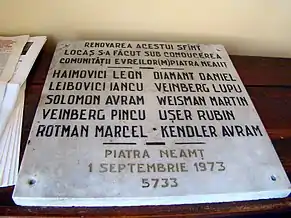 RENOVAREA ACESTUI SFÎNT
LOCAȘ S-A FĂCUT SUB CONDUCEREA
COMUNITĂȚII EVREILOR(M)PIATRA NEAMȚ
HAIMOVICI LEON DIAMANT DANIEL
LEIBOVICI IANCU VEINBERG LUPU
SOLOMON AVRAM WEISMAN MARTIN
VEINBERG PINCU UȘER RUBIN
ROTMAN MARCEL • KENDLER AVRAM
PIATRA NEAMȚ
1 SEPTEMBRIE 1973
5733